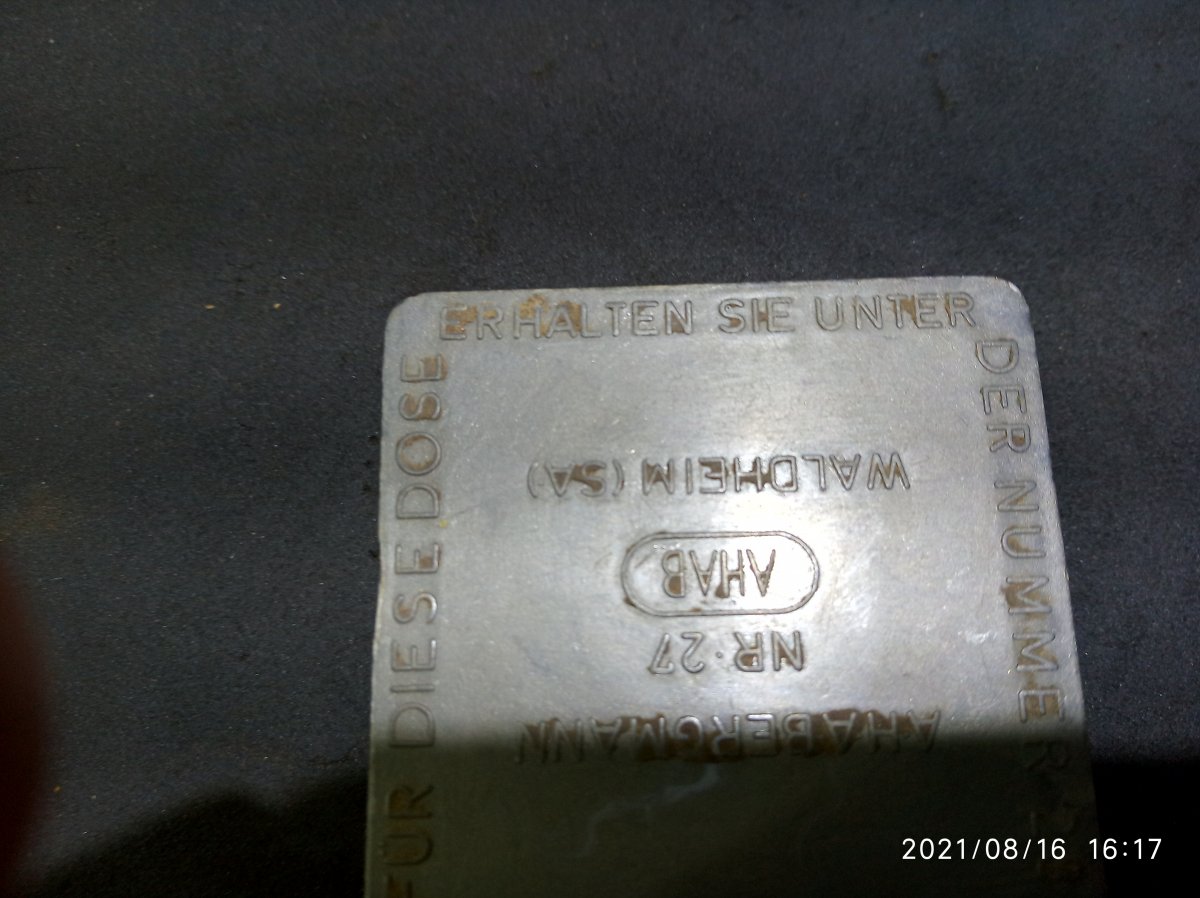 FÜR DIESE DOSE
ERHALTEN SIE UNTER
DER NUMMER
AHA BERGMANN
NR. 27
AHAB
WALDHEIM (SA)
2021/08/16 16:17